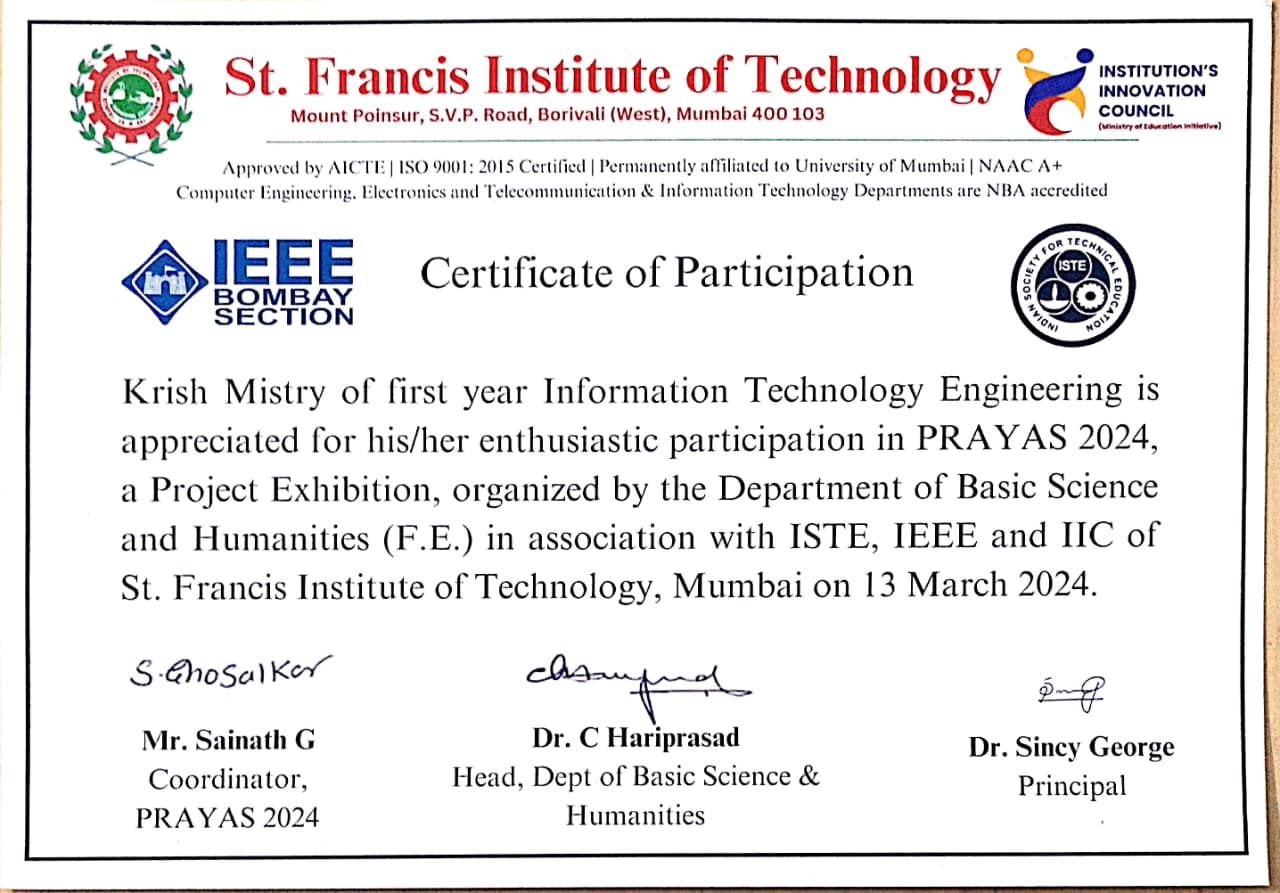 St. Francis Institute of Technology
Mount Poinsur, S.V.P. Road, Borivali (West), Mumbai 400 103
INSTITUTION'S
INNOVATION
COUNCIL
(Ministry of Education Initiative)
Approved by AICTE | ISO 9001: 2015 Certified | Permanently affiliated to University of Mumbai | NAAC A+
Computer Engineering, Electronics and Telecommunication & Information Technology Departments are NBA accredited
IEEE
BOMBAY
SECTION
Certificate of Participation
INDIAN SOCIETY FOR TECHNICAL EDUCATION
ISTE
Krish Mistry of first year Information Technology Engineering is
appreciated for his/her enthusiastic participation in PRAYAS 2024,
a Project Exhibition, organized by the Department of Basic Science
and Humanities (F.E.) in association with ISTE, IEEE and IIC of
St. Francis Institute of Technology, Mumbai on 13 March 2024.
S. Ghosalkar
Mr. Sainath G
Coordinator,
PRAYAS 2024
Dr. C Hariprasad
Head, Dept of Basic Science &
Humanities
Dr. Sincy George
Principal